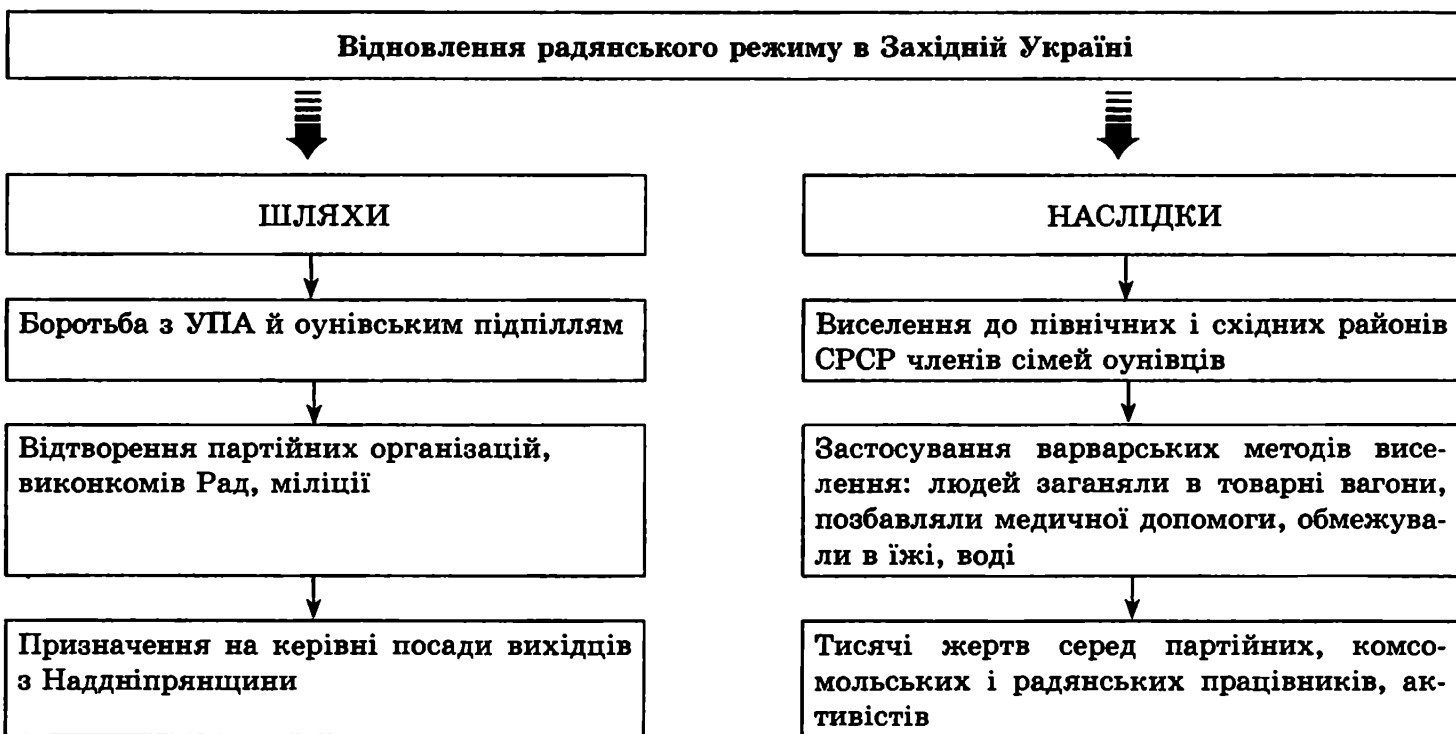 Відновлення радянського режиму в Західній Україні
ШЛЯХИ
Боротьба з УПА й оунівським підпіллям
Відтворення партійних організацій,
виконкомів Рад, міліції
Призначення на керівні посади вихідців
з Наддніпрянщини
НАСЛІДКИ
Виселення до північних і східних районів
СРСР членів сімей оунівців
Застосування варварських методів висе-
лення: людей заганяли в товарні вагони,
позбавляли медичної допомоги, обмежува-
ли в їжі, воді
Тисячі жертв серед партійних, комсо-
мольських і радянських працівників, ак-
тивістів